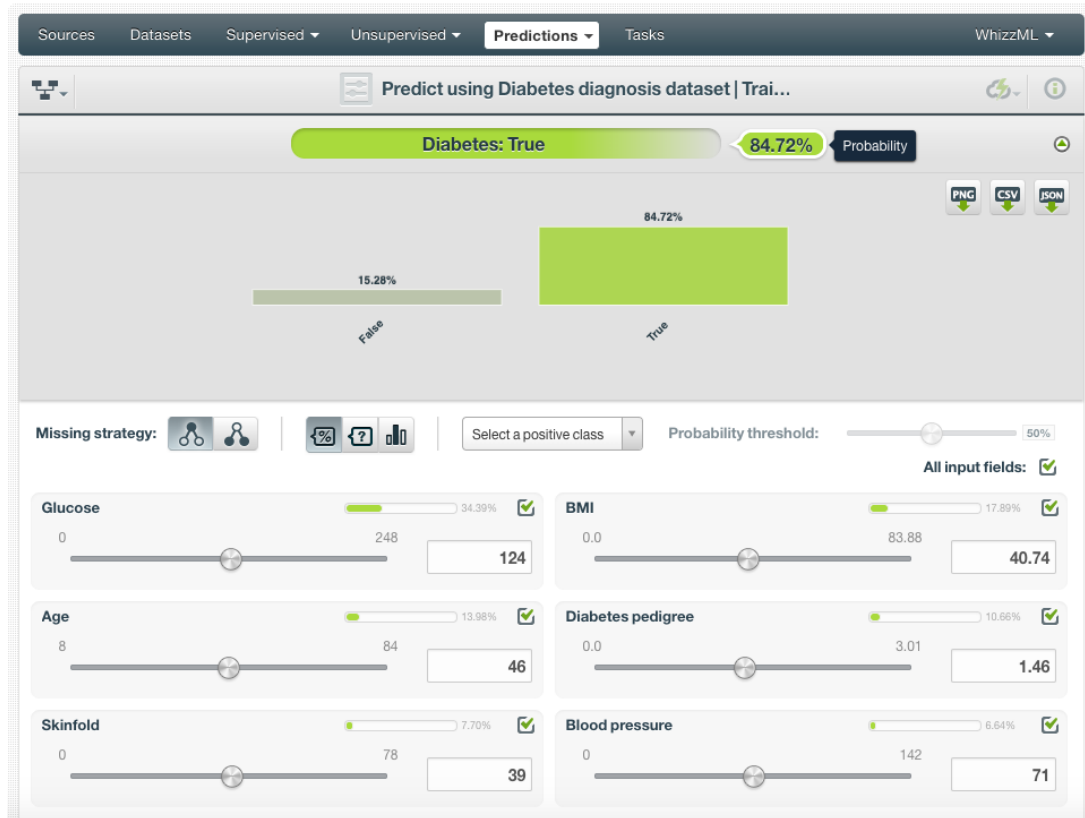 Sources Datasets Supervised Unsupervised Predictions Tasks WhizzML
Predict using Diabetes diagnosis dataset | Trai...
Diabetes: True 84.72% Probability
PNG CSV JSON
84.72%
15.28%
False True
Missing strategy: % ? Select a positive class Probability threshold: 50%
All input fields:
Glucose 34.39%
0 248
124
BMI 17.89%
0.0 83.88
40.74
Age 13.98%
8 84
46
Diabetes pedigree 10.66%
0.0 3.01
1.46
Skinfold 7.70%
0 78
39
Blood pressure 6.64%
0 142
71